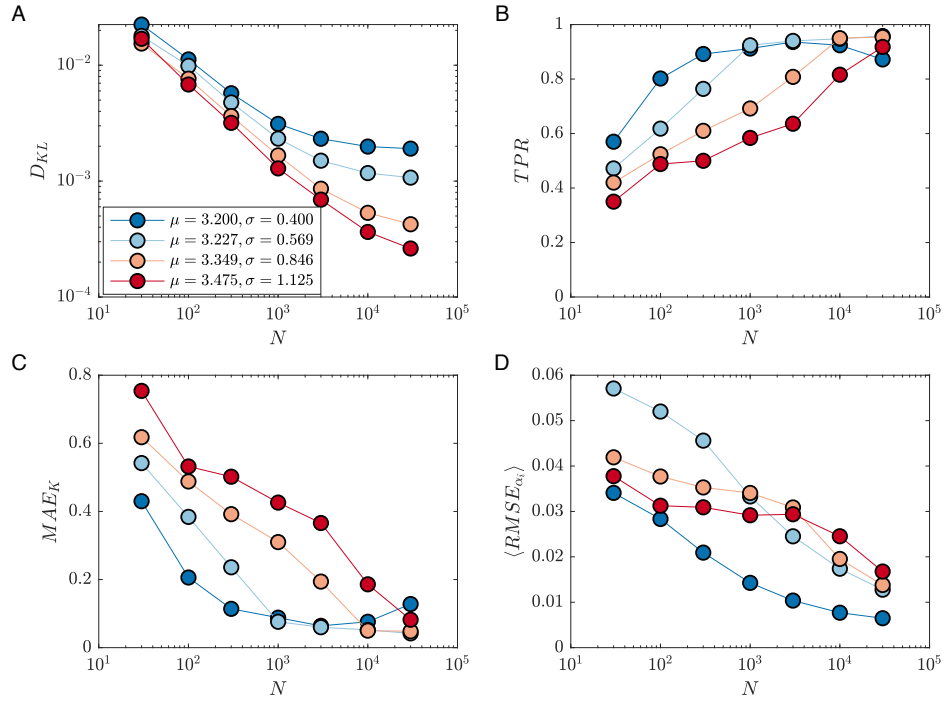 A
10^{-2}
10^{-3}
10^{-4}
D_{KL}
μ = 3.200, σ = 0.400
μ = 3.227, σ = 0.569
μ = 3.349, σ = 0.846
μ = 3.475, σ = 1.125
10^1 10^2 10^3 10^4 10^5
N
B
1
0.8
0.6
0.4
0.2
0
TPR
10^1 10^2 10^3 10^4 10^5
N
C
0.8
0.6
0.4
0.2
0
MAE_K
10^1 10^2 10^3 10^4 10^5
N
D
0.06
0.05
0.04
0.03
0.02
0.01
0
⟨RMSE_{α_i}⟩
10^1 10^2 10^3 10^4 10^5
N